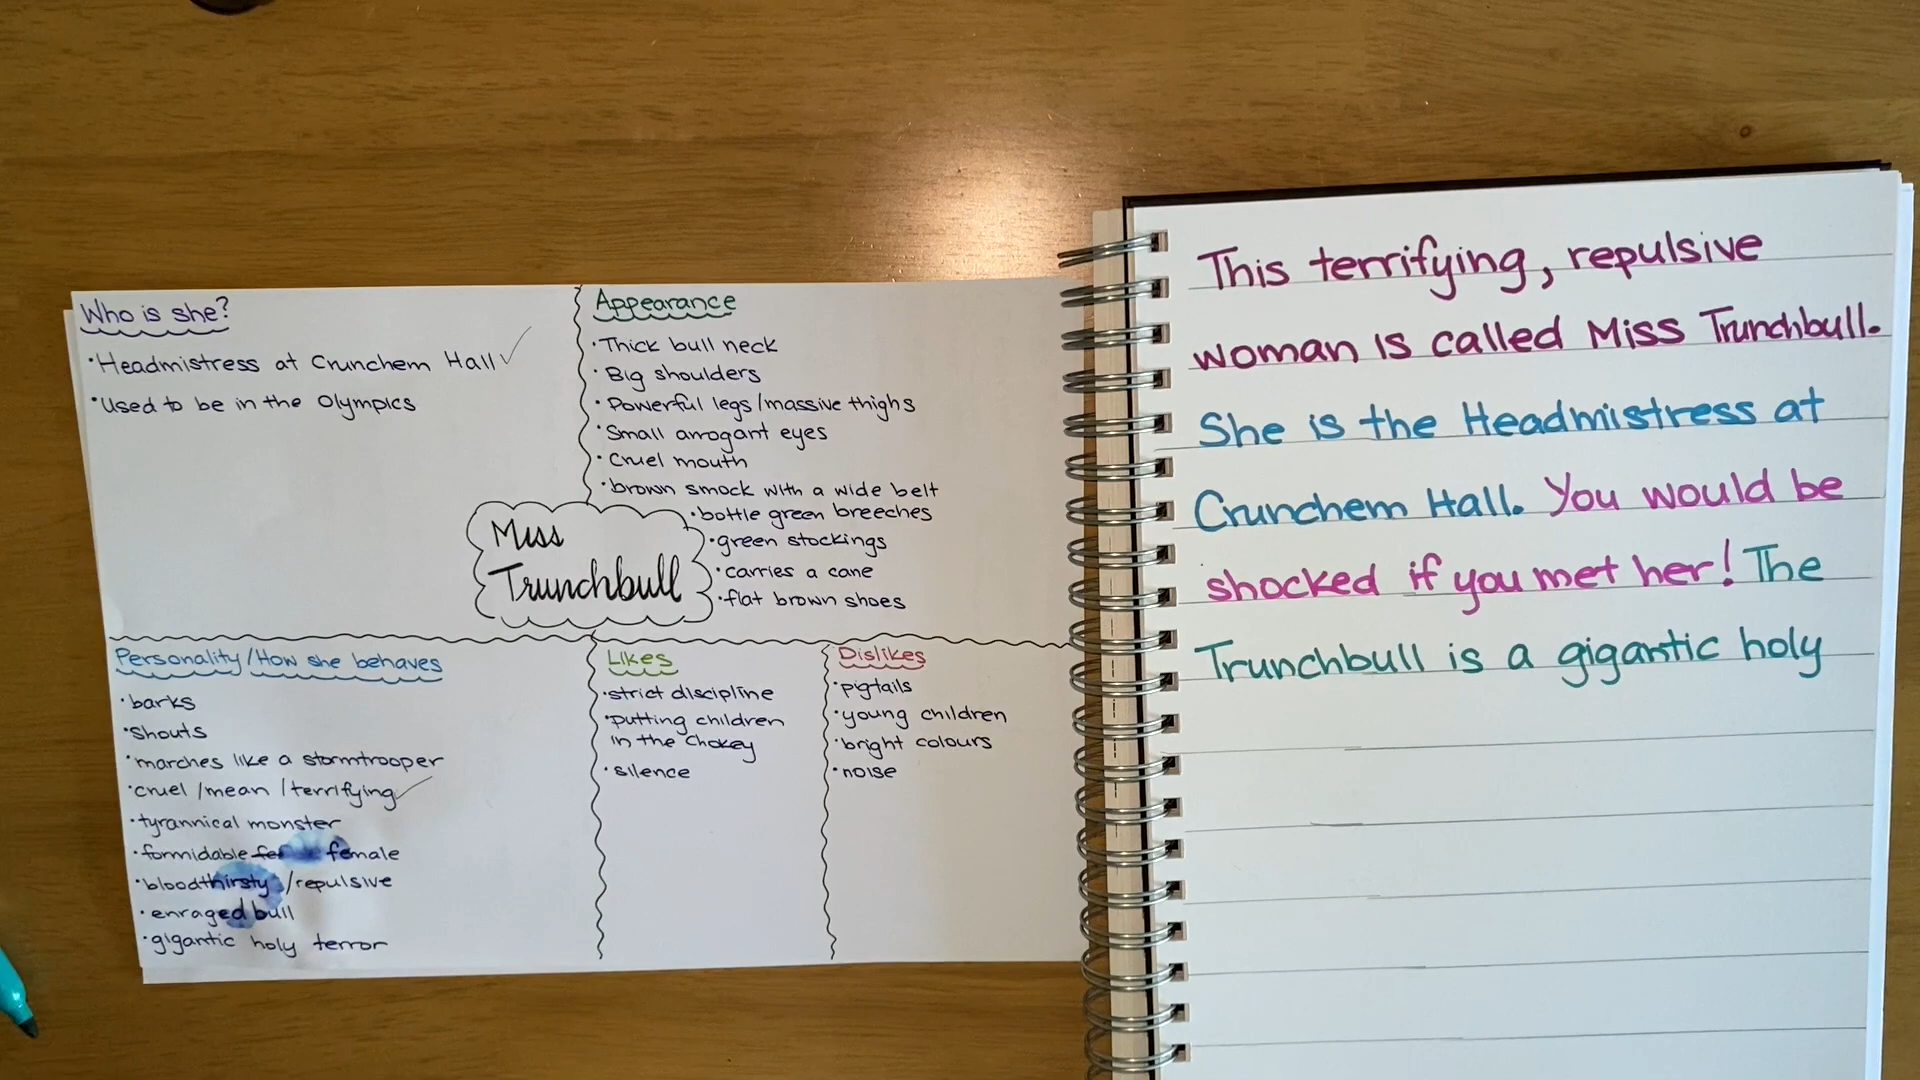 Who is she?
·Headmistress at Crunchem Hall
·Used to be in the Olympics
Appearance
·Thick bull neck
·Big shoulders
·Powerful legs/massive thighs
·Small arrogant eyes
·Cruel mouth
·brown smock with a wide belt
·bottle green breeches
·green stockings
·carries a cane
·flat brown shoes
Miss
Trunchbull
Personality/How she behaves
·barks
·shouts
·marches like a stormtrooper
·cruel/mean/terrifying
·tyrannical monster
·formidable female
·bloodthirsty/repulsive
·enraged bull
·gigantic holy terror
Likes
·strict discipline
·putting children
in the Chokey
·silence
Dislikes
·pigtails
·young children
·bright colours
·noise
This terrifying, repulsive
woman is called Miss Trunchbull.
She is the Headmistress at
Crunchem Hall. You would be
shocked if you met her! The
Trunchbull is a gigantic holy